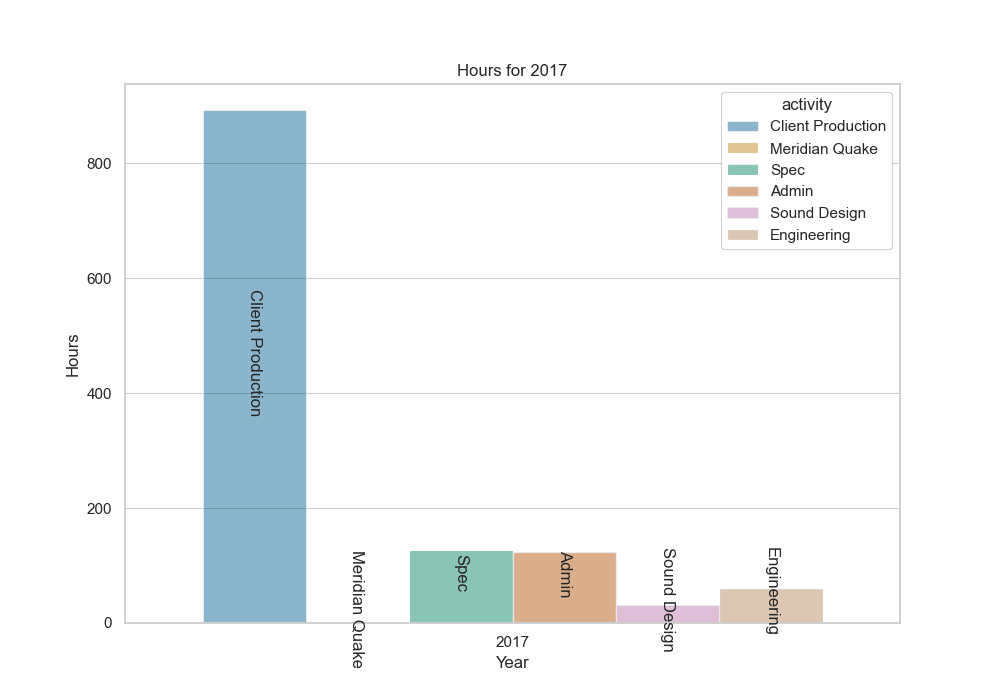 Hours for 2017
activity
Client Production
Meridian Quake
Spec
Admin
Sound Design
Engineering
800
600
400
200
0
Hours
Client Production
Meridian Quake
Spec
Admin
Sound Design
Engineering
2017
Year